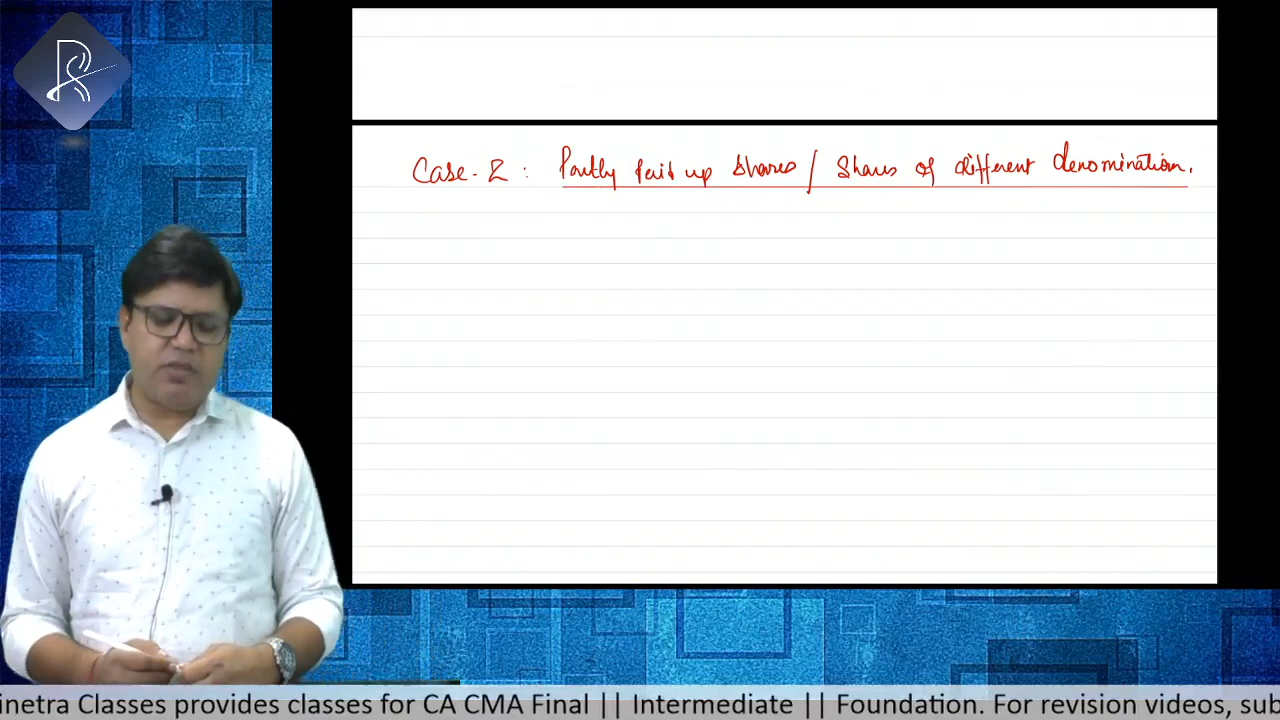 Case-2 : Partly Paid up Shares / Shares of different denomination.
inetra Classes provides classes for CA CMA Final || Intermediate || Foundation. For revision videos, sub